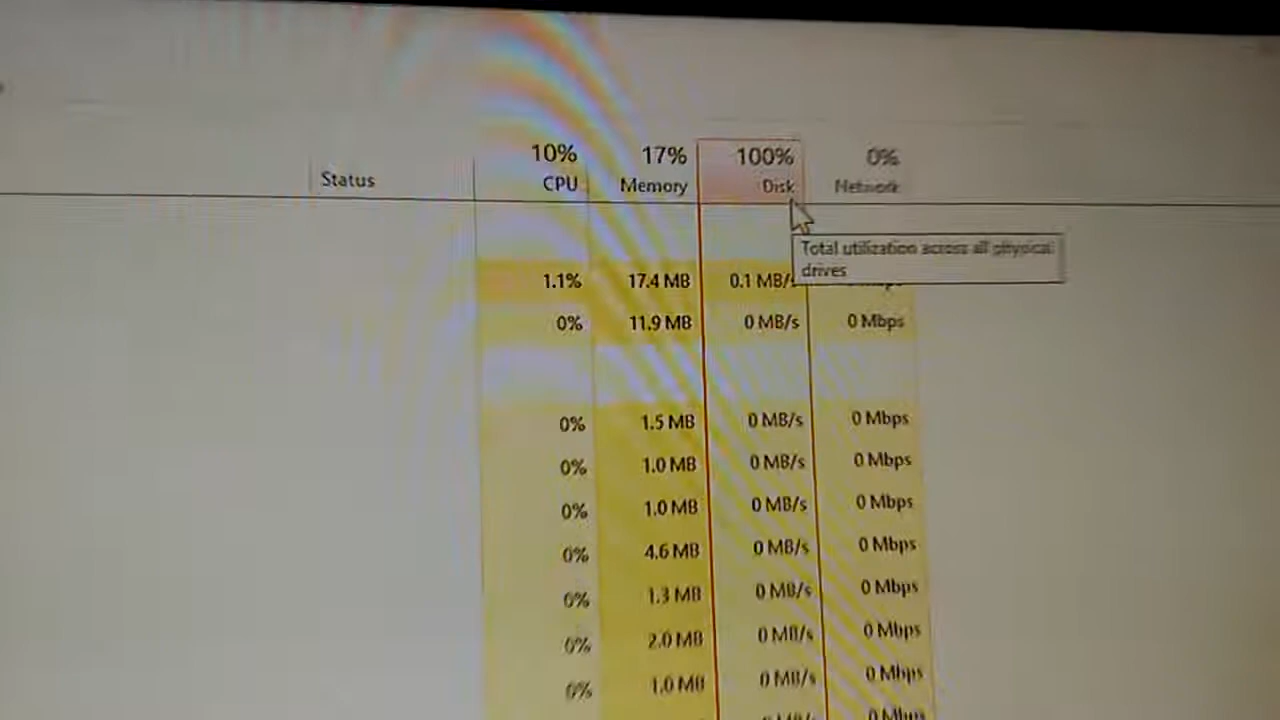 10% 17% 100% 0%
Status CPU Memory Disk Network
Total utilization across all physical
drives
1.1% 17.4 MB 0.1 MB/s
0% 11.9 MB 0 MB/s 0 Mbps
0% 1.5 MB 0 MB/s 0 Mbps
0% 1.0 MB 0 MB/s 0 Mbps
0% 1.0 MB 0 MB/s 0 Mbps
0% 4.6 MB 0 MB/s 0 Mbps
0% 1.3 MB 0 MB/s 0 Mbps
0% 2.0 MB 0 MB/s 0 Mbps
0% 1.0 MB 0 MB/s 0 Mbps
0 Mbps